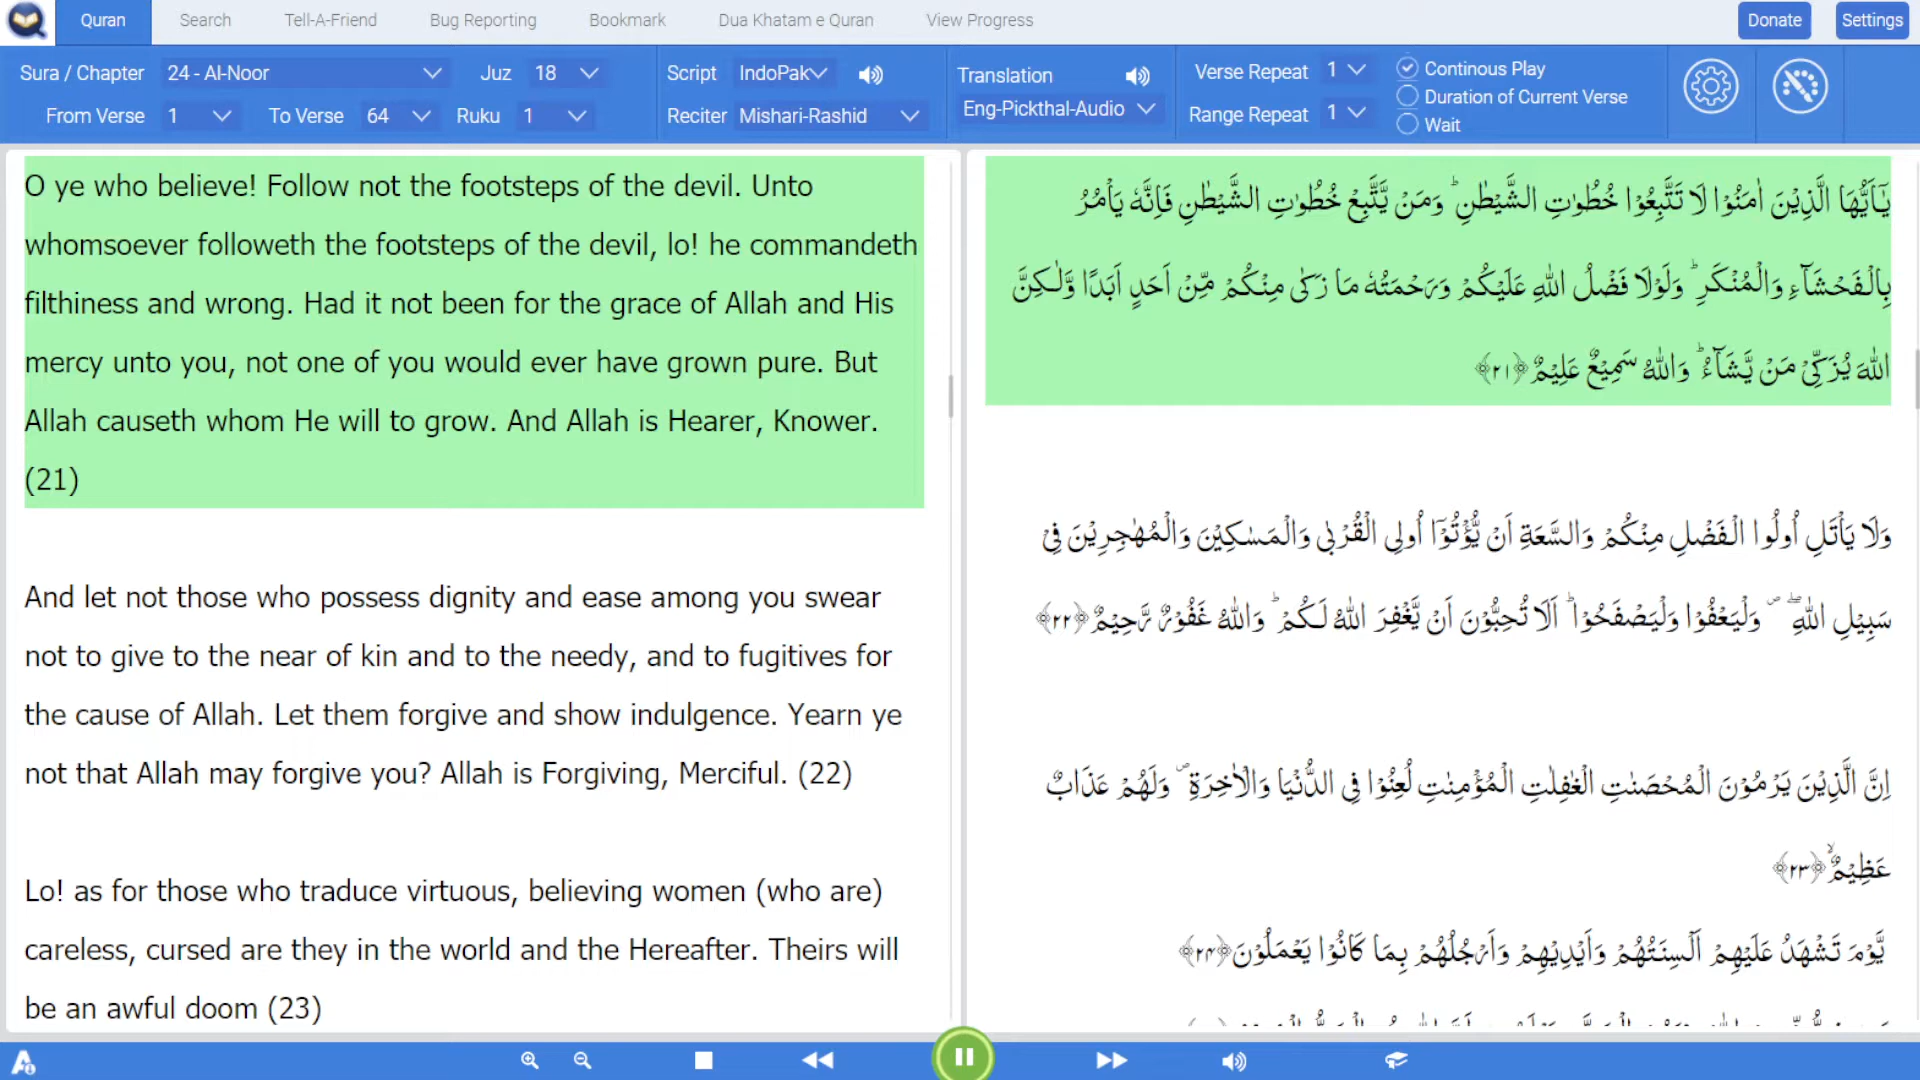 Quran Search Tell-A-Friend Bug Reporting Bookmark Dua Khatam e Quran View Progress Donate Settings
Sura / Chapter 24 - Al-Noor Juz 18 Script IndoPak Translation Verse Repeat 1 Continous Play
From Verse 1 To Verse 64 Ruku 1 Reciter Mishari-Rashid Eng-Pickthal-Audio Range Repeat 1 Duration of Current Verse
Wait
O ye who believe! Follow not the footsteps of the devil. Unto
whomsoever followeth the footsteps of the devil, lo! he commandeth
filthiness and wrong. Had it not been for the grace of Allah and His
mercy unto you, not one of you would ever have grown pure. But
Allah causeth whom He will to grow. And Allah is Hearer, Knower.
(21)
And let not those who possess dignity and ease among you swear
not to give to the near of kin and to the needy, and to fugitives for
the cause of Allah. Let them forgive and show indulgence. Yearn ye
not that Allah may forgive you? Allah is Forgiving, Merciful. (22)
Lo! as for those who traduce virtuous, believing women (who are)
careless, cursed are they in the world and the Hereafter. Theirs will
be an awful doom (23)
يٰۤاَيُّهَا الَّذِيْنَ اٰمَنُوْا لَا تَتَّبِعُوْا خُطُوٰتِ الشَّيْطٰنِ ؕ وَمَنْ يَّتَّبِعْ خُطُوٰتِ الشَّيْطٰنِ فَاِنَّهٗ يَاْمُرُ
بِالْفَحْشَآءِ وَالْمُنْكَرِ ؕ وَلَوْلَا فَضْلُ اللّٰهِ عَلَيْكُمْ وَرَحْمَتُهٗ مَا زَكٰى مِنْكُمْ مِّنْ اَحَدٍ اَبَدًا وَّلٰـكِنَّ
اللّٰهَ يُزَكِّىْ مَنْ يَّشَآءُ ؕ وَاللّٰهُ سَمِيْعٌ عَلِيْمٌ ﴿۲۱﴾
وَلَا يَاْتَلِ اُولُوا الْفَضْلِ مِنْكُمْ وَالسَّعَةِ اَنْ يُّؤْتُوْۤا اُولِى الْقُرْبٰى وَالْمَسٰكِيْنَ وَالْمُهٰجِرِيْنَ فِىْ
سَبِيْلِ اللّٰهِ ۖ ۪ وَلْيَعْفُوْا وَلْيَصْفَحُوْا ؕ اَلَا تُحِبُّوْنَ اَنْ يَّغْفِرَ اللّٰهُ لَـكُمْ ؕ وَاللّٰهُ غَفُوْرٌ رَّحِيْمٌ ﴿۲۲﴾
اِنَّ الَّذِيْنَ يَرْمُوْنَ الْمُحْصَنٰتِ الْغٰفِلٰتِ الْمُؤْمِنٰتِ لُعِنُوْا فِى الدُّنْيَا وَالْاٰخِرَةِ ۪ وَلَهُمْ عَذَابٌ
عَظِيْمٌۙ ﴿۲۳﴾
يَّوْمَ تَشْهَدُ عَلَيْهِمْ اَلْسِنَـتُهُمْ وَاَيْدِيْهِمْ وَاَرْجُلُهُمْ بِمَا كَانُوْا يَعْمَلُوْنَ ﴿۲۴﴾